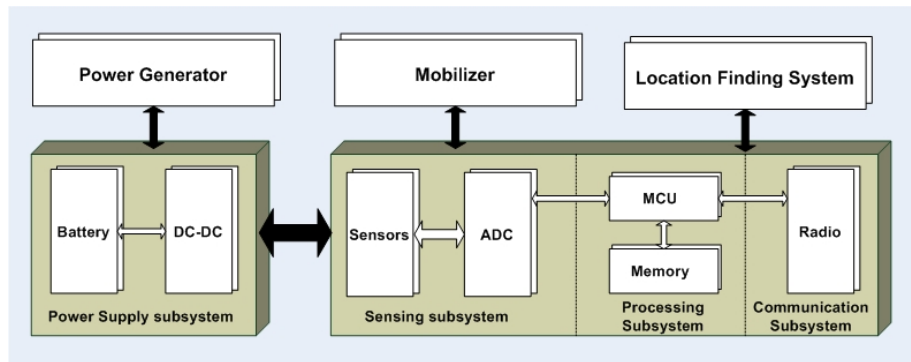 Power Generator
Mobilizer
Location Finding System
Battery
DC-DC
Sensors
ADC
MCU
Memory
Radio
Power Supply subsystem
Sensing subsystem
Processing
Subsystem
Communication
Subsystem